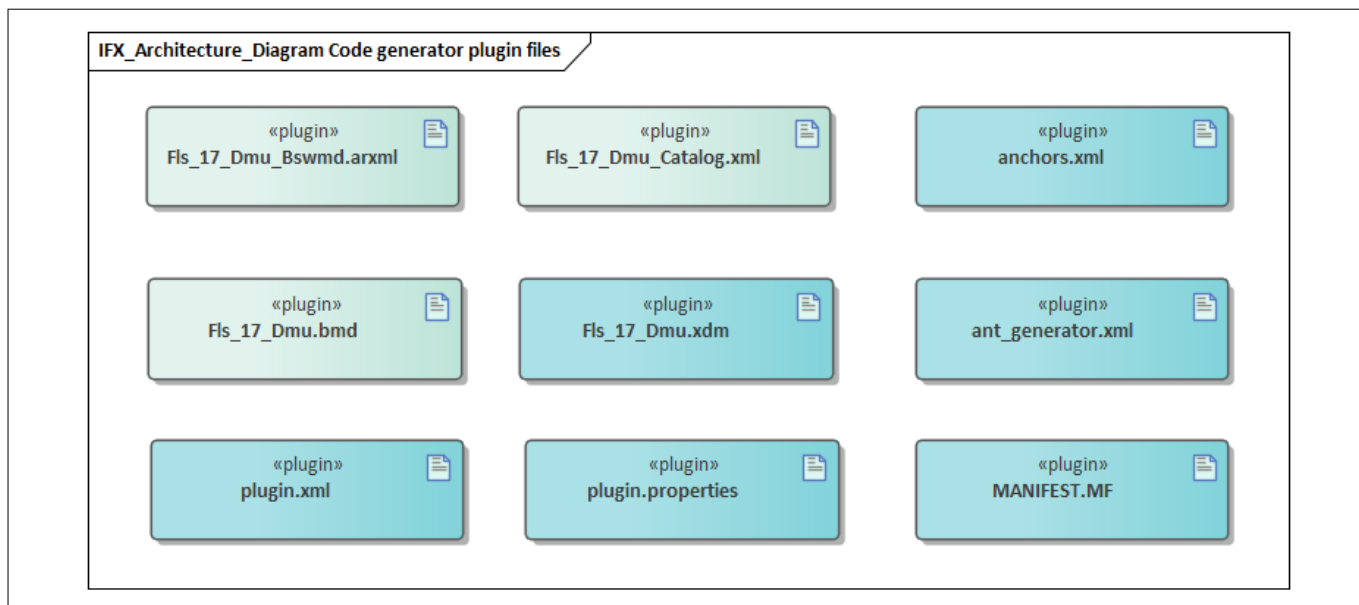 IFX_Architecture_Diagram Code generator plugin files
«plugin»
Fls_17_Dmu_Bswmd.arxml
«plugin»
Fls_17_Dmu_Catalog.xml
«plugin»
anchors.xml
«plugin»
Fls_17_Dmu.bmd
«plugin»
Fls_17_Dmu.xdm
«plugin»
ant_generator.xml
«plugin»
plugin.xml
«plugin»
plugin.properties
«plugin»
MANIFEST.MF